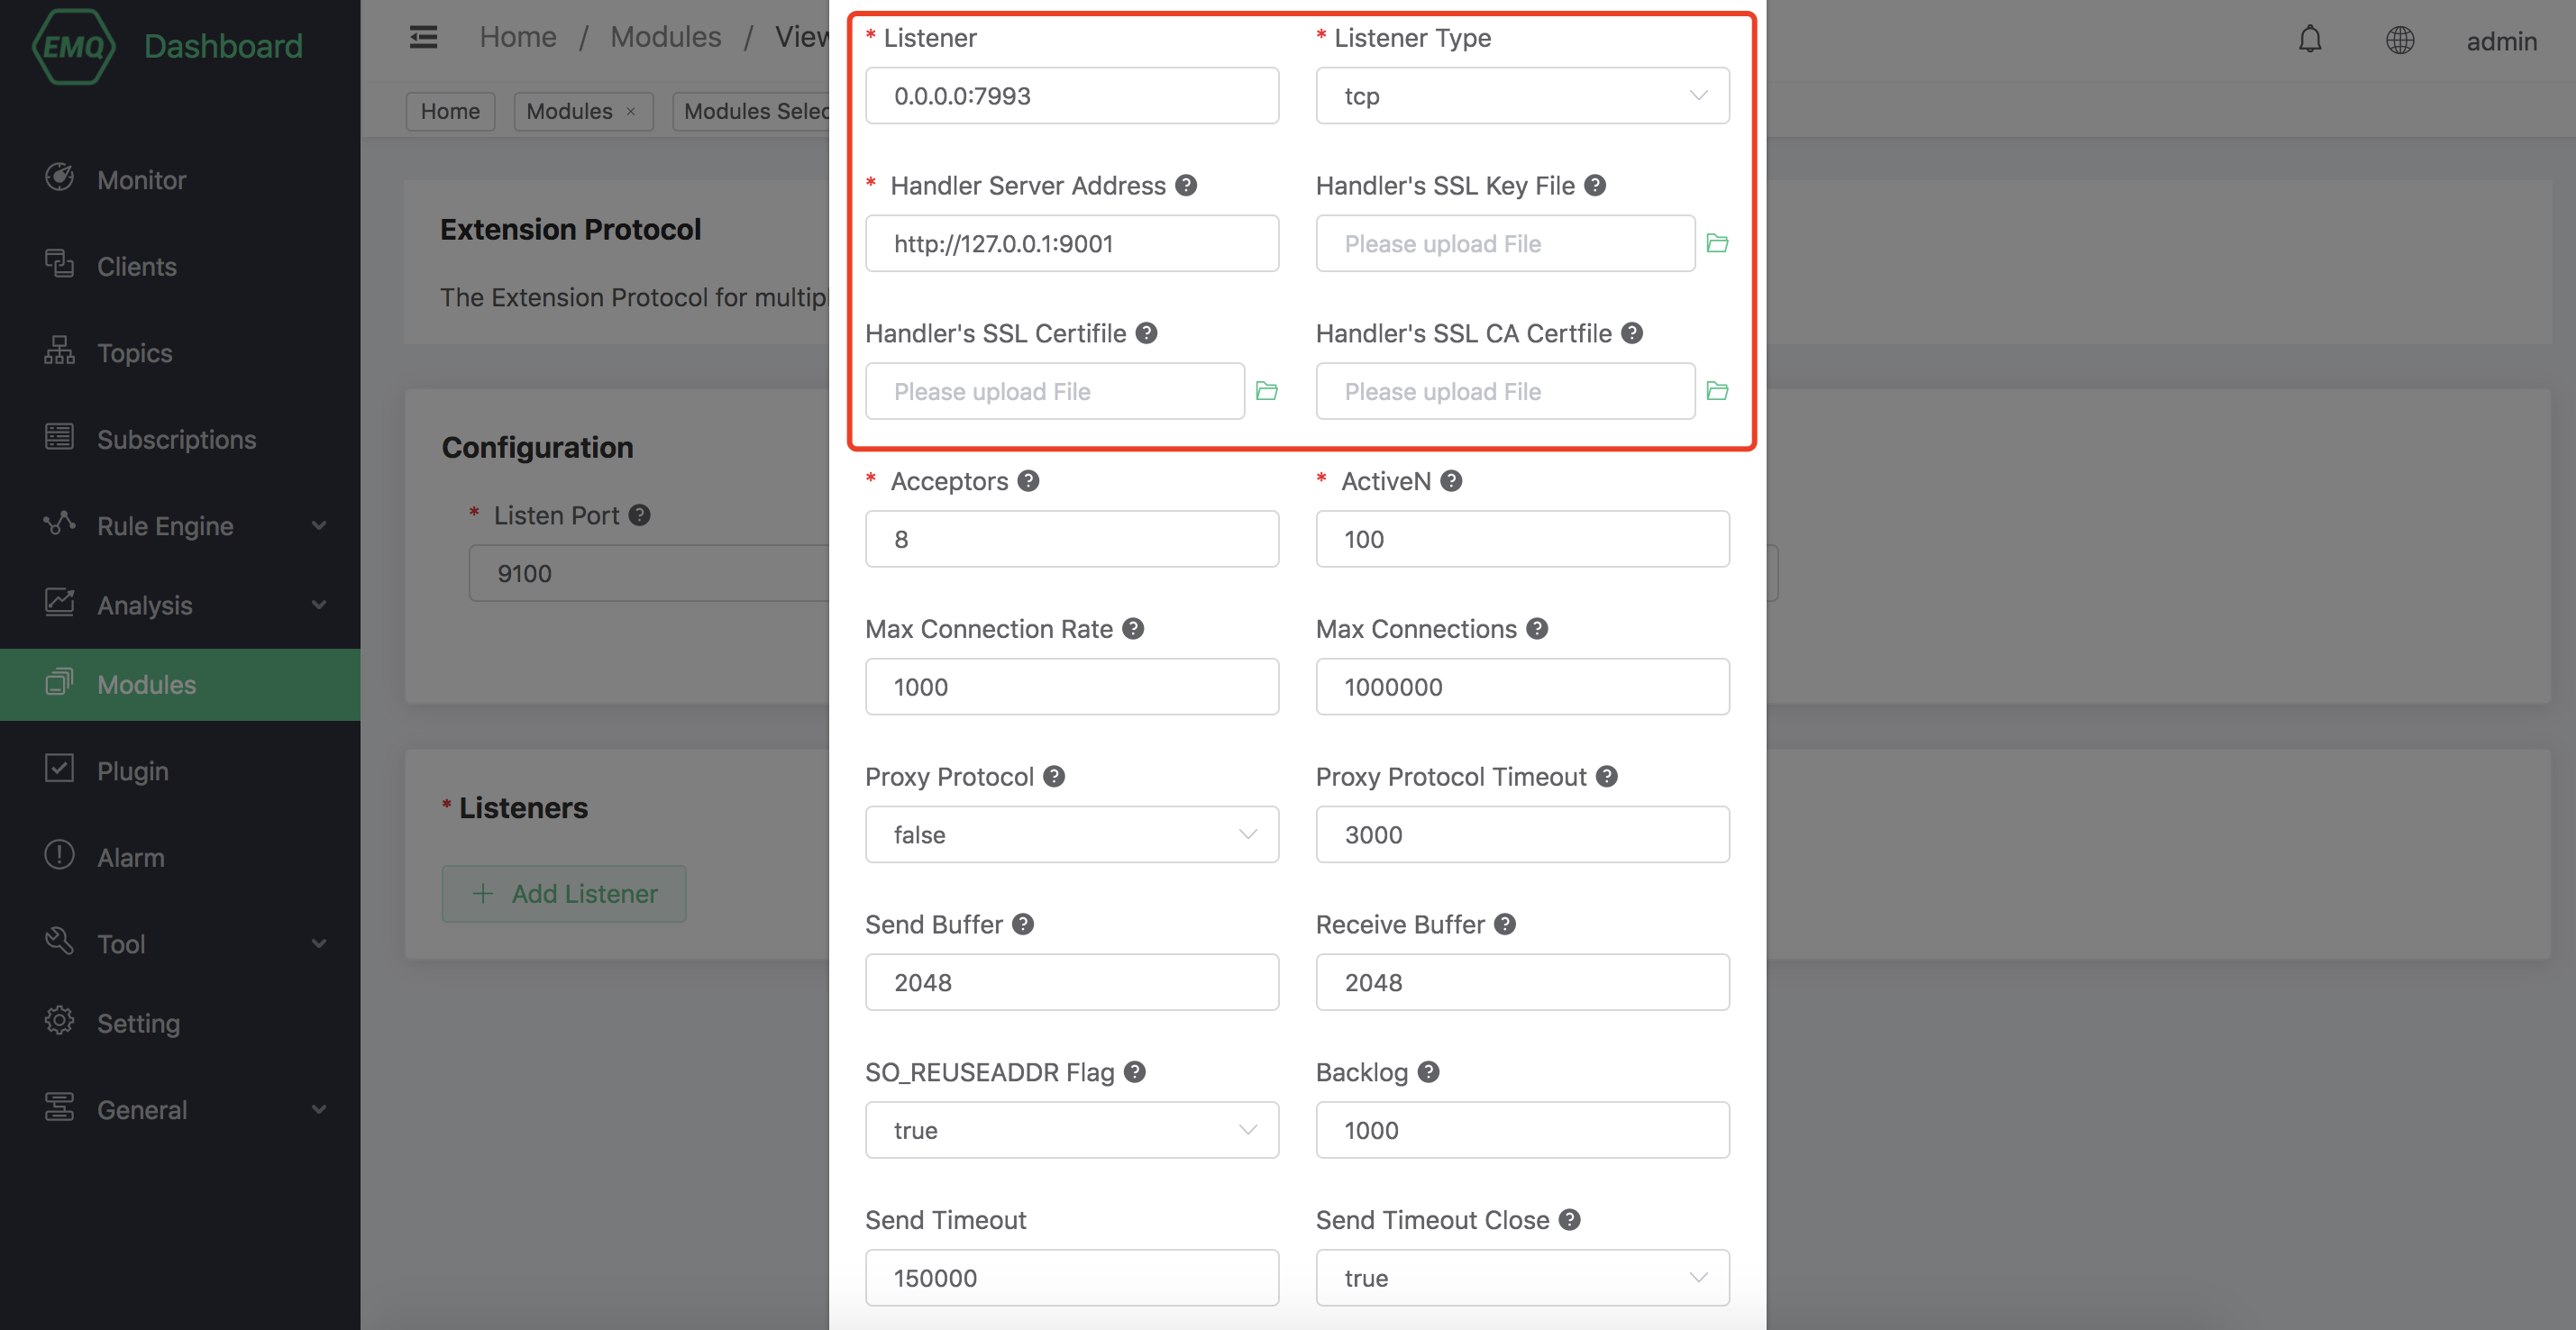 EMQ Dashboard
Monitor
Clients
Topics
Subscriptions
Rule Engine
Analysis
Modules
Plugin
Alarm
Tool
Setting
General
Home / Modules / View
admin
Home
Modules ×
Modules Selec
Extension Protocol
The Extension Protocol for multipl
Configuration
* Listen Port ?
9100
* Listeners
+ Add Listener
* Listener
* Listener Type
0.0.0.0:7993
tcp
* Handler Server Address ?
Handler's SSL Key File ?
http://127.0.0.1:9001
Please upload File
Handler's SSL Certifile ?
Handler's SSL CA Certfile ?
Please upload File
Please upload File
* Acceptors ?
* ActiveN ?
8
100
Max Connection Rate ?
Max Connections ?
1000
1000000
Proxy Protocol ?
Proxy Protocol Timeout ?
false
3000
Send Buffer ?
Receive Buffer ?
2048
2048
SO_REUSEADDR Flag ?
Backlog ?
true
1000
Send Timeout
Send Timeout Close ?
150000
true